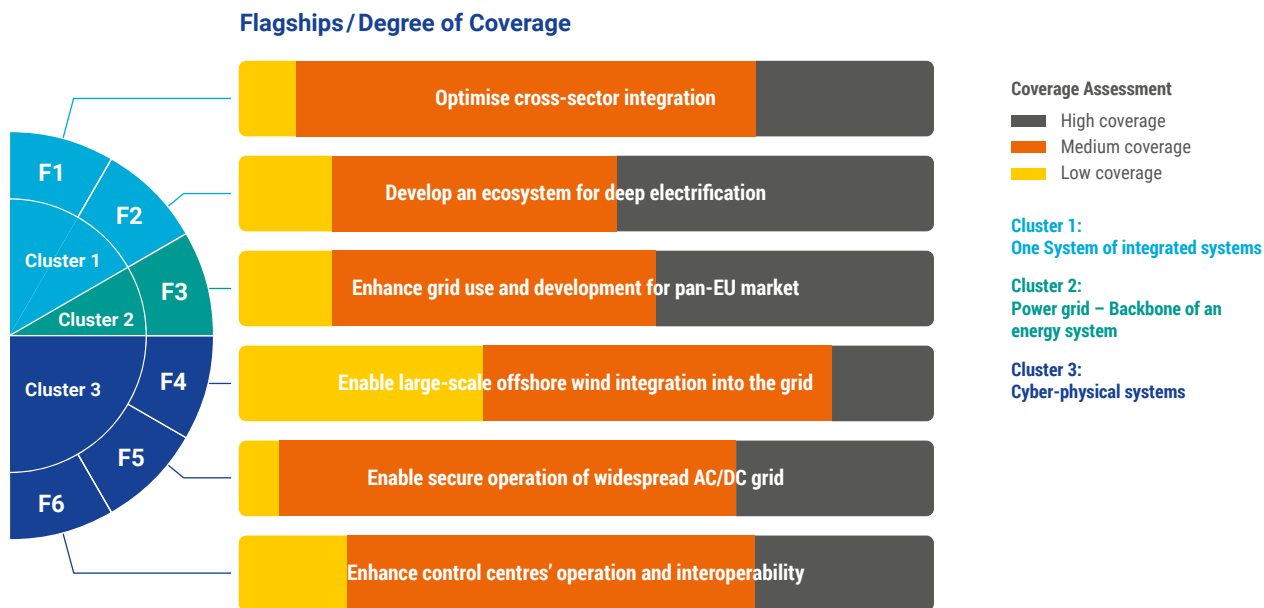 Flagships / Degree of Coverage
Optimise cross-sector integration
Develop an ecosystem for deep electrification
Enhance grid use and development for pan-EU market
Enable large-scale offshore wind integration into the grid
Enable secure operation of widespread AC/DC grid
Enhance control centres’ operation and interoperability
F1
F2
F3
F4
F5
F6
Cluster 1
Cluster 2
Cluster 3
Coverage Assessment
High coverage
Medium coverage
Low coverage
Cluster 1:
One System of integrated systems
Cluster 2:
Power grid – Backbone of an
energy system
Cluster 3:
Cyber-physical systems